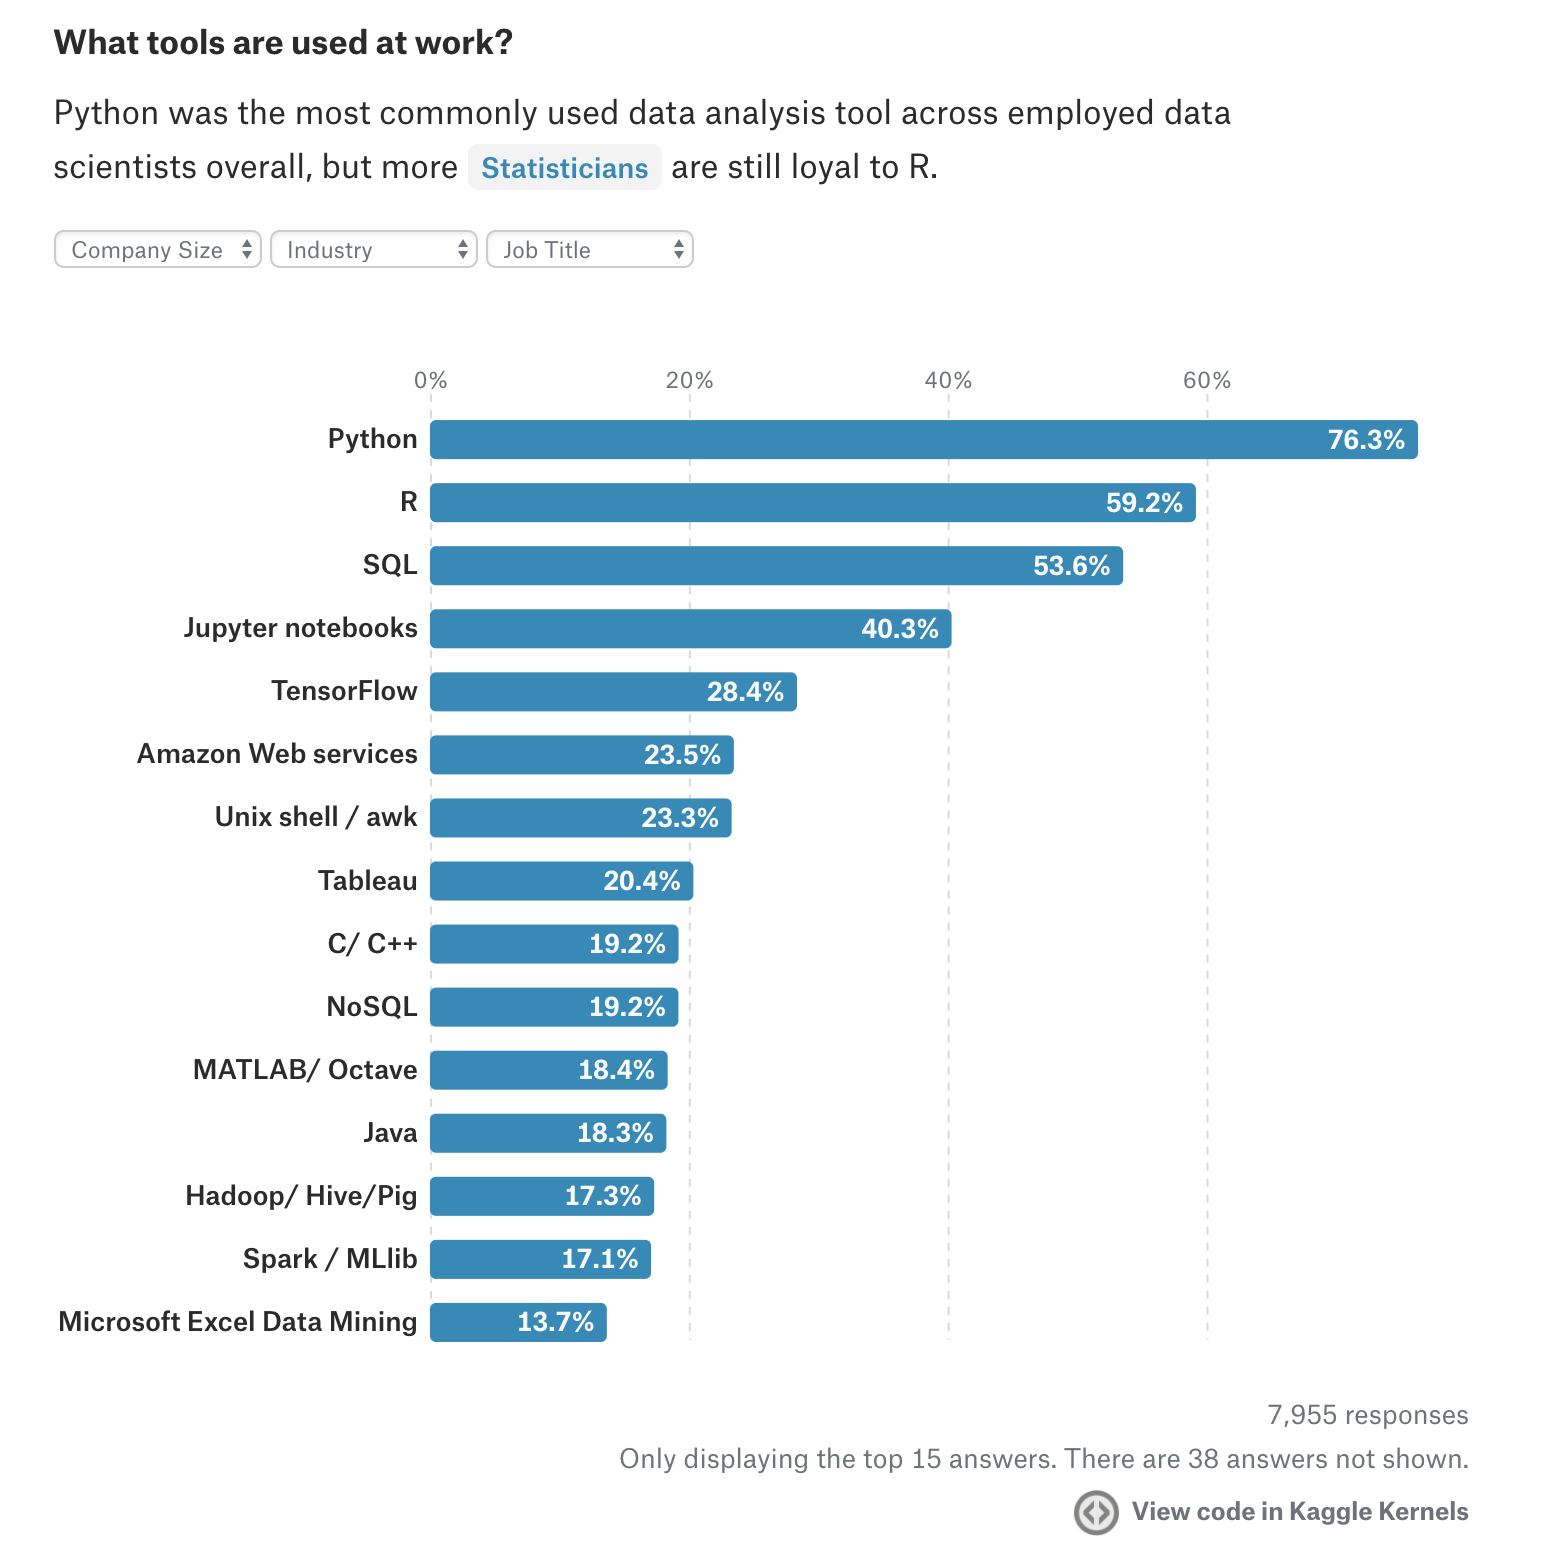 What tools are used at work?
Python was the most commonly used data analysis tool across employed data
scientists overall, but more Statisticians are still loyal to R.
Company Size Industry Job Title
0% 20% 40% 60%
Python 76.3%
R 59.2%
SQL 53.6%
Jupyter notebooks 40.3%
TensorFlow 28.4%
Amazon Web services 23.5%
Unix shell / awk 23.3%
Tableau 20.4%
C/ C++ 19.2%
NoSQL 19.2%
MATLAB/ Octave 18.4%
Java 18.3%
Hadoop/ Hive/Pig 17.3%
Spark / MLlib 17.1%
Microsoft Excel Data Mining 13.7%
7,955 responses
Only displaying the top 15 answers. There are 38 answers not shown.
View code in Kaggle Kernels